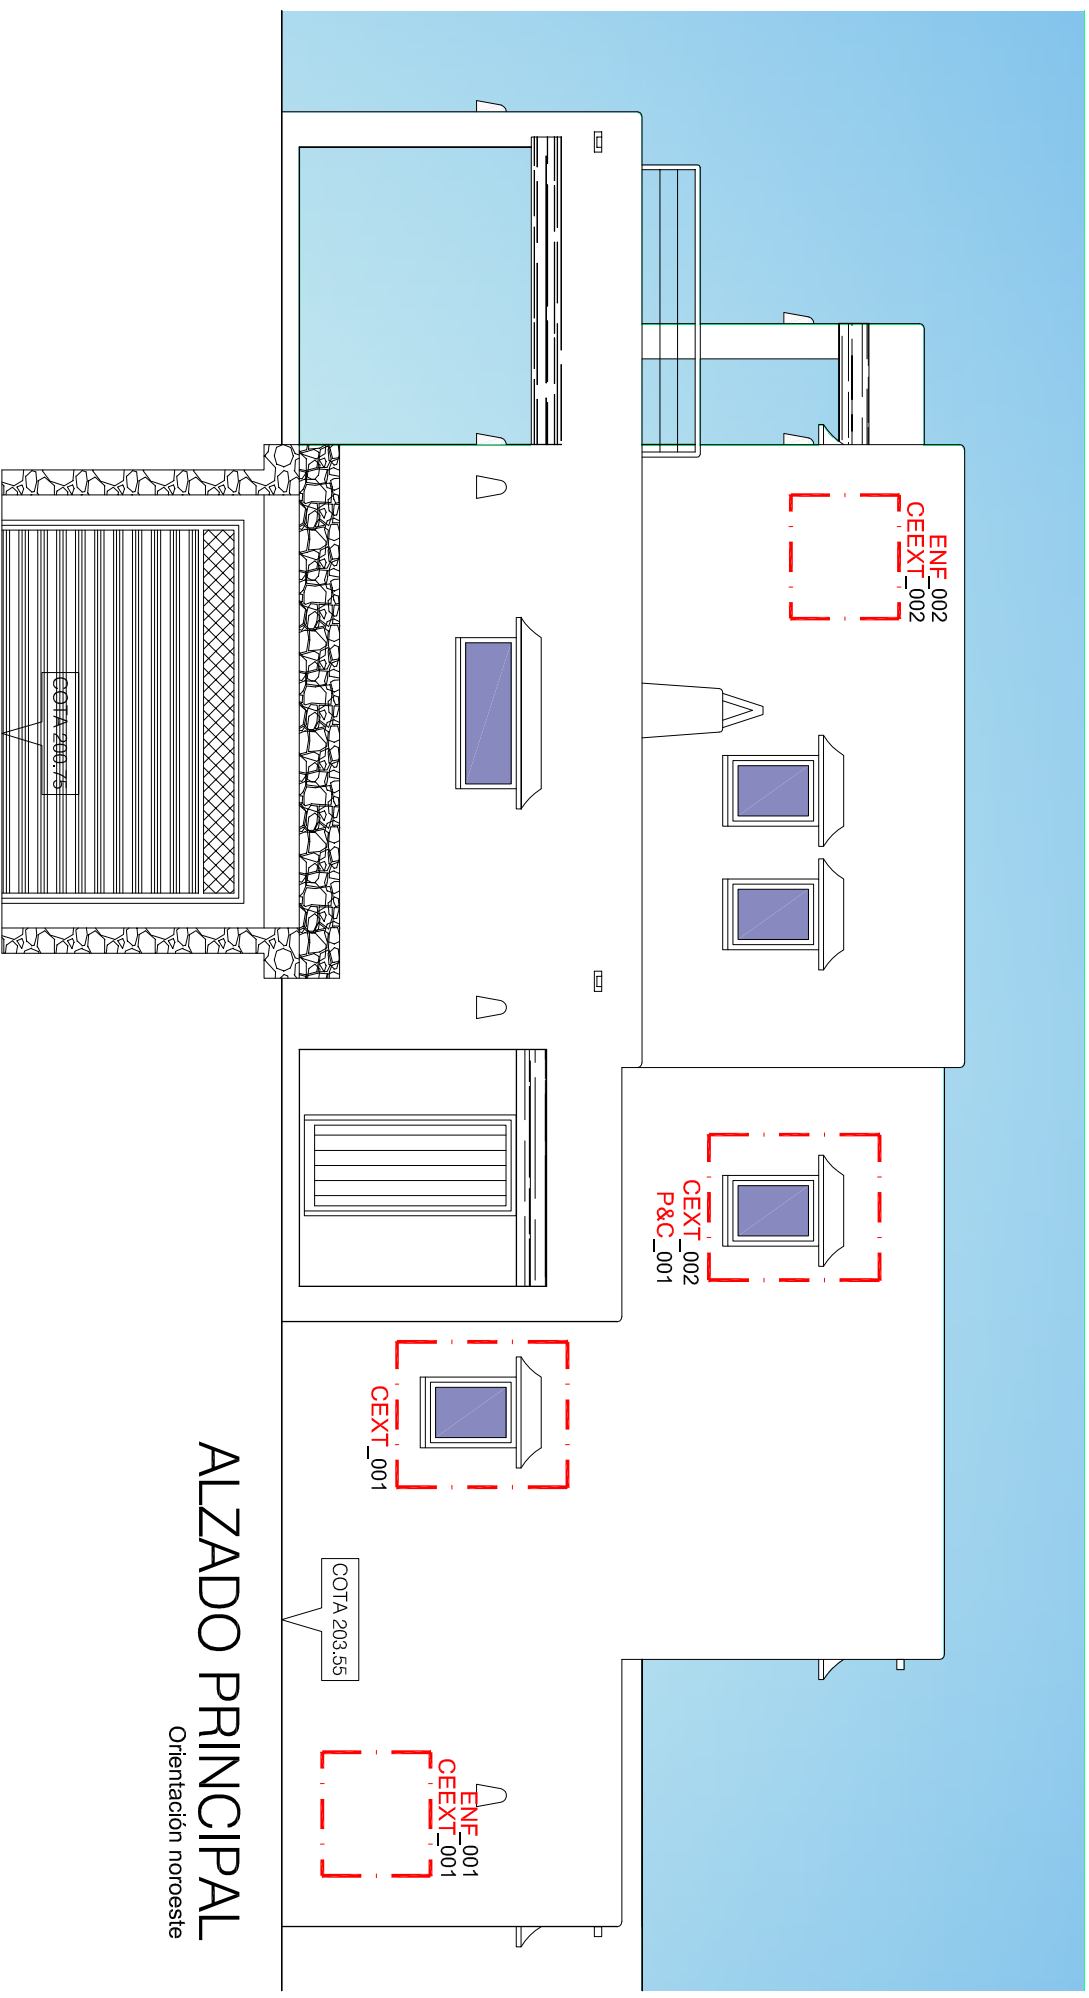 ENF_002
CEEXT_002
CEXT_002
P&C_001
CEXT_001
ENF_001
CEEXT_001
COTA 200.75
COTA 203.55
ALZADO PRINCIPAL
Orientación noroeste